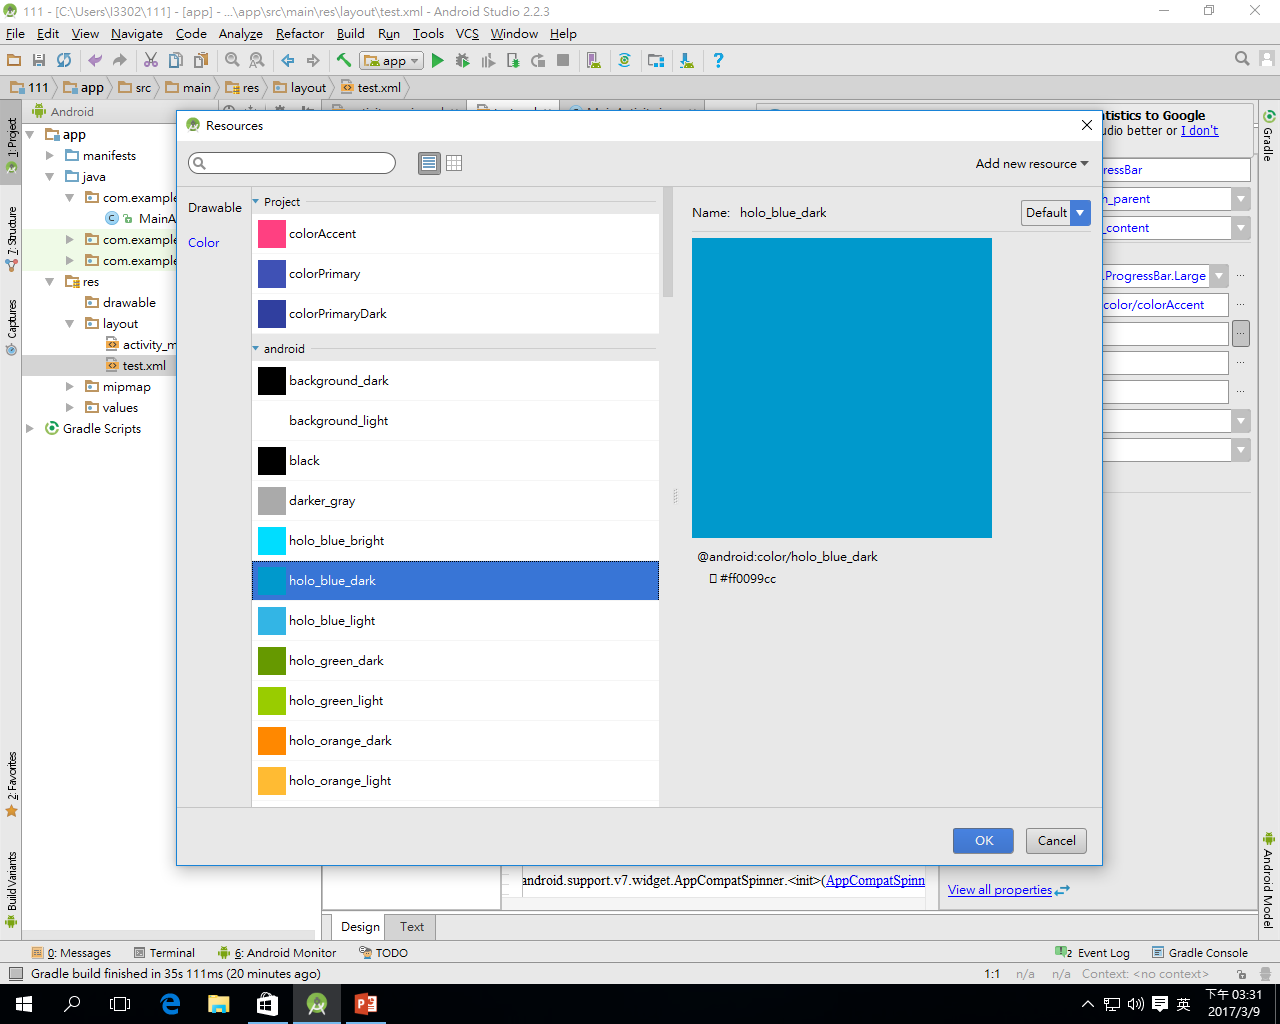 111 - [C:\Users\I3302\111] - [app] - ...\app\src\main\res\layout\test.xml - Android Studio 2.2.3
File Edit View Navigate Code Analyze Refactor Build Run Tools VCS Window Help
app
111 app src main res layout test.xml
Android
Resources
tistics to Google
udio better or I don't
1: Project
Z: Structure
Captures
2: Favorites
Build Variants
Gradle
Android Model
app
manifests
java
com.example
MainA
com.example
com.example
res
drawable
layout
activity_m
test.xml
mipmap
values
Gradle Scripts
Add new resource
Drawable
Color
Project
colorAccent
colorPrimary
colorPrimaryDark
android
background_dark
background_light
black
darker_gray
holo_blue_bright
holo_blue_dark
holo_blue_light
holo_green_dark
holo_green_light
holo_orange_dark
holo_orange_light
Name: holo_blue_dark
Default
@android:color/holo_blue_dark
#ff0099cc
OK
Cancel
ressBar
_parent
_content
.ProgressBar.Large
color/colorAccent
android.support.v7.widget.AppCompatSpinner.<init>(AppCompatSpinn
View all properties
Design Text
0: Messages Terminal 6: Android Monitor TODO
2 Event Log Gradle Console
Gradle build finished in 35s 111ms (20 minutes ago)
1:1 n/a n/a Context: <no context>
英
下午 03:31
2017/3/9